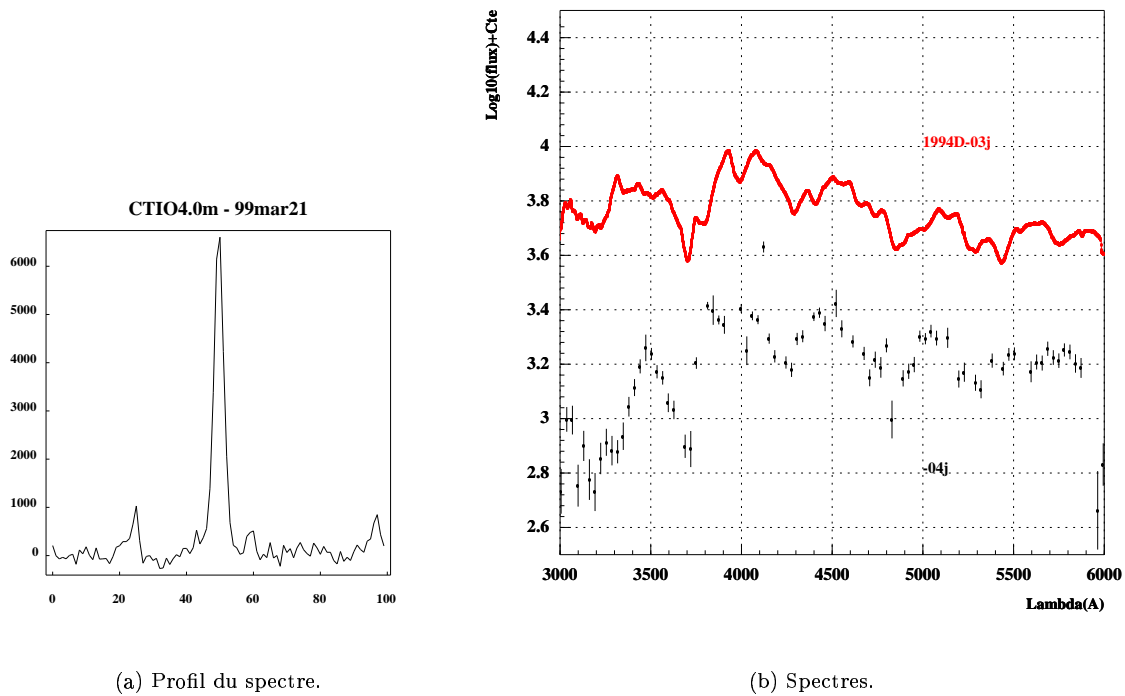 CTIO4.0m - 99mar21
6000
5000
4000
3000
2000
1000
0
0 20 40 60 80 100
(a) Profil du spectre.
Log10(flux)+Cte
4.4
4.2
4
3.8
3.6
3.4
3.2
3
2.8
2.6
1994D-03j
-04j
3000 3500 4000 4500 5000 5500 6000
Lambda(A)
(b) Spectres.